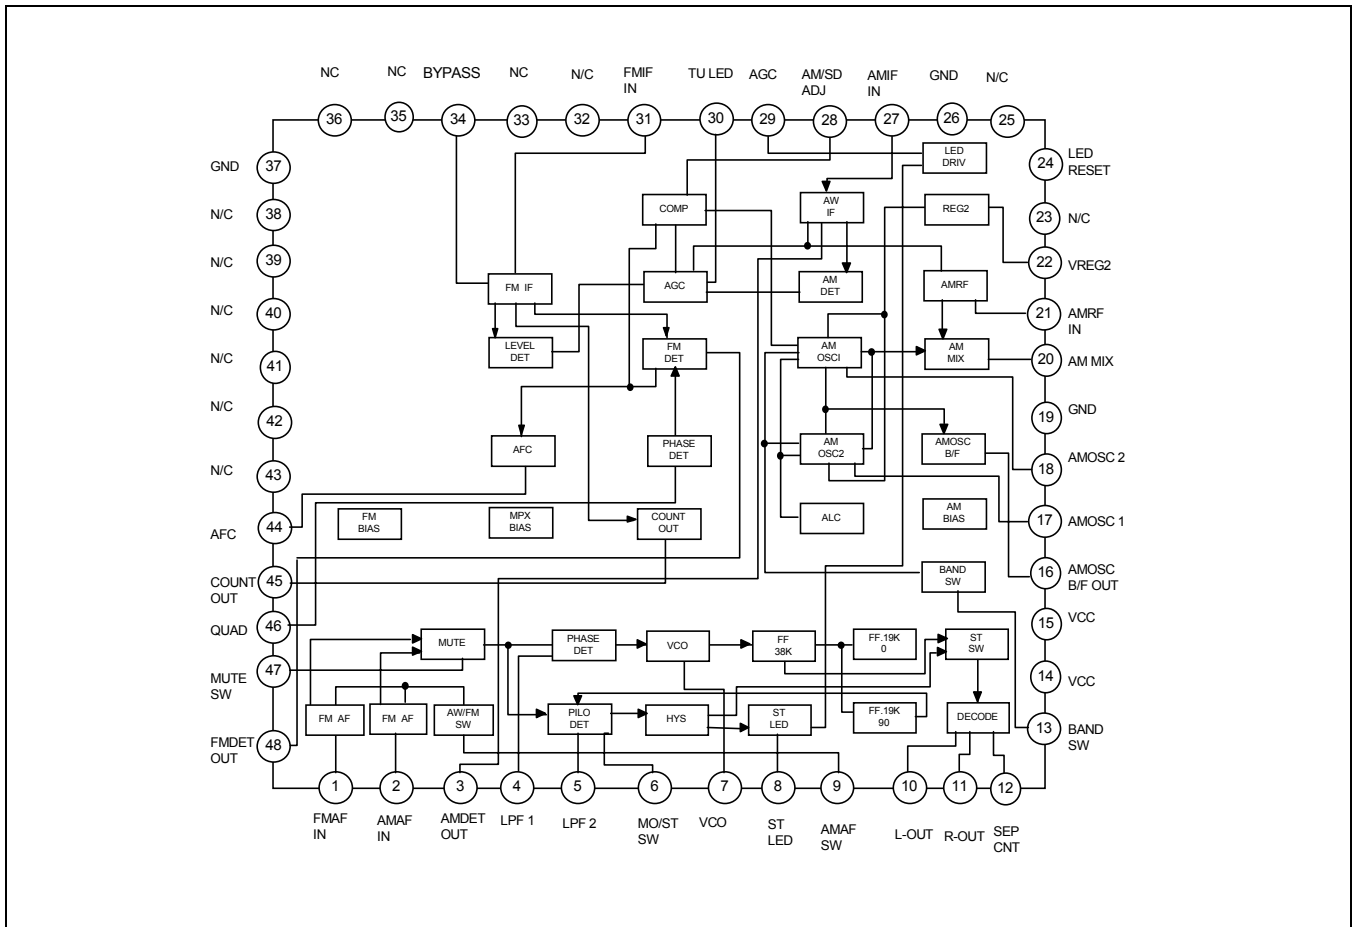 NC
NC
BYPASS
NC
N/C
FMIF
IN
TU LED
AGC
AM/SD
ADJ
AMIF
IN
GND
N/C
36
35
34
33
32
31
30
29
28
27
26
25
GND
37
N/C
38
N/C
39
N/C
40
N/C
41
N/C
42
N/C
43
AFC
44
COUNT
OUT
45
QUAD
46
MUTE
SW
47
FMDET
OUT
48
24
LED
RESET
23
N/C
22
VREG2
21
AMRF
IN
20
AM MIX
19
GND
18
AMOSC 2
17
AMOSC 1
16
AMOSC
B/F OUT
15
VCC
14
VCC
13
BAND
SW
LED
DRIV
COMP
AW
IF
REG2
FM IF
AGC
AM
DET
AMRF
LEVEL
DET
FM
DET
AM
OSCI
AM
MIX
AFC
PHASE
DET
AM
OSC2
AMOSC
B/F
FM
BIAS
MPX
BIAS
COUNT
OUT
ALC
AM
BIAS
BAND
SW
MUTE
PHASE
DET
VCO
FF
38K
FF.19K
0
ST
SW
FM AF
FM AF
AW/FM
SW
PILO
DET
HYS
ST
LED
FF.19K
90
DECODE
1
2
3
4
5
6
7
8
9
10
11
12
FMAF
IN
AMAF
IN
AMDET
OUT
LPF 1
LPF 2
MO/ST
SW
VCO
ST
LED
AMAF
SW
L-OUT
R-OUT
SEP
CNT